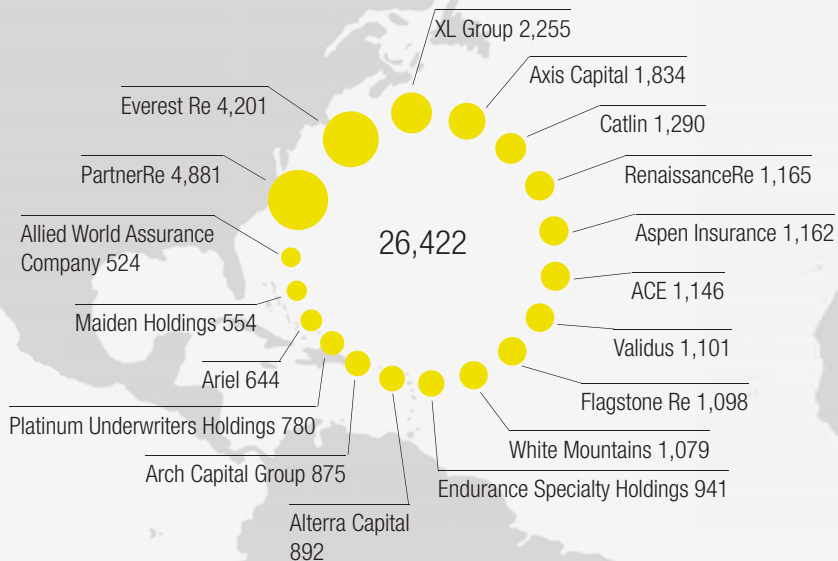 XL Group 2,255
Axis Capital 1,834
Everest Re 4,201
Catlin 1,290
PartnerRe 4,881
RenaissanceRe 1,165
Allied World Assurance
Company 524
Aspen Insurance 1,162
26,422
ACE 1,146
Maiden Holdings 554
Validus 1,101
Ariel 644
Flagstone Re 1,098
Platinum Underwriters Holdings 780
White Mountains 1,079
Arch Capital Group 875
Endurance Specialty Holdings 941
Alterra Capital
892